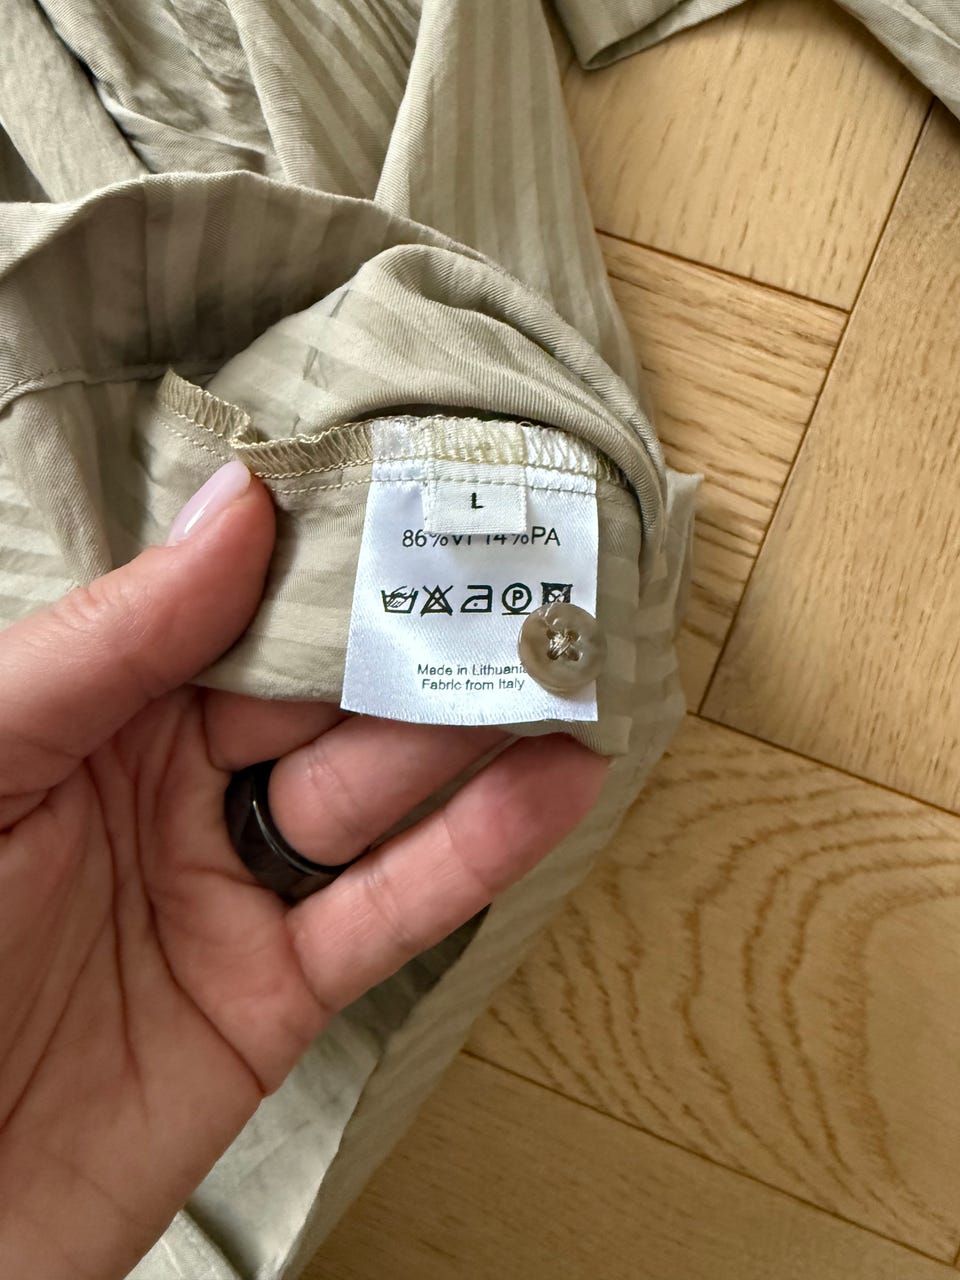 L
86%VI 14%PA
P
Made in Lithuania
Fabric from Italy